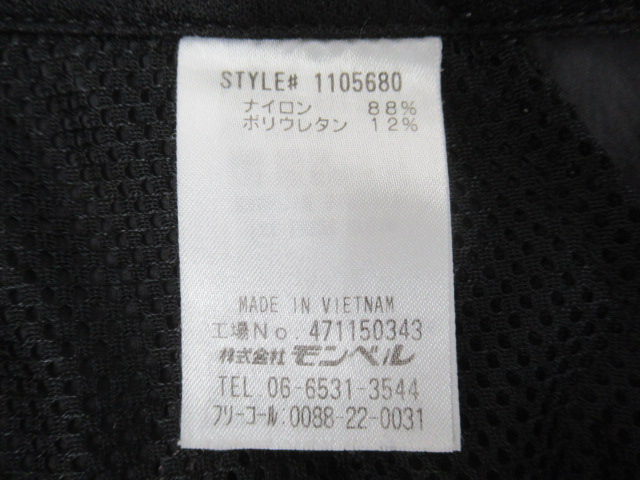 STYLE# 1105680
ナイロン 88%
ポリウレタン 12%
MADE IN VIETNAM
工場No. 471150343
株式会社 モンベル
TEL. 06-6531-3544
フリーコール:0088-22-0031